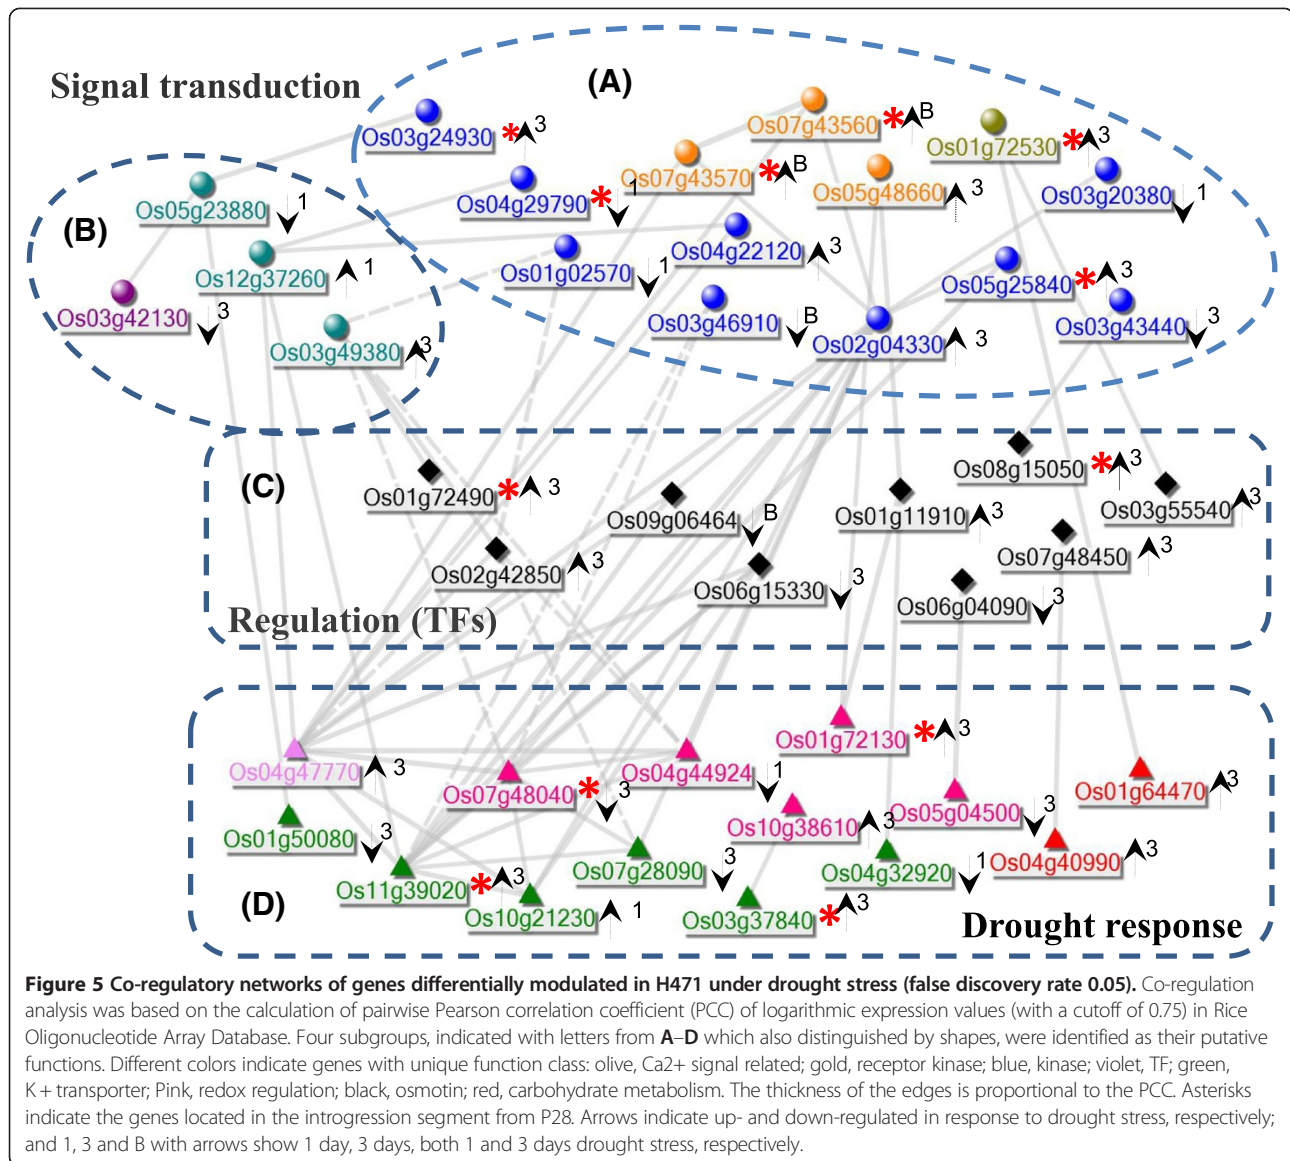 Signal transduction
(A)
Os03g24930 * 3
Os07g43560 * B
Os01g72530 * 3
Os05g23880 1
Os04g29790 * 1
Os07g43570 * B
Os05g48660 3
Os03g20380 1
(B)
Os12g37260 1
Os01g02570 1
Os04g22120 3
Os05g25840 * 3
Os03g42130 3
Os03g49380 3
Os03g46910 B
Os02g04330 3
Os03g43440 3
(C)
Os01g72490 * 3
Os09g06464 B
Os01g11910 3
Os08g15050 * 3
Os03g55540 3
Os02g42850 3
Os06g15330 3
Os06g04090 3
Os07g48450 3
Regulation (TFs)
Os04g47770 3
Os07g48040 * 3
Os04g44924 1
Os01g72130 * 3
Os01g64470 3
Os01g50080 3
Os10g38610 3
Os05g04500 3
Os11g39020 * 3
Os07g28090 3
Os04g32920 1
Os04g40990 3
(D)
Os10g21230 1
Os03g37840 * 3
Drought response
Figure 5 Co-regulatory networks of genes differentially modulated in H471 under drought stress (false discovery rate 0.05). Co-regulation
analysis was based on the calculation of pairwise Pearson correlation coefficient (PCC) of logarithmic expression values (with a cutoff of 0.75) in Rice
Oligonucleotide Array Database. Four subgroups, indicated with letters from A–D which also distinguished by shapes, were identified as their putative
functions. Different colors indicate genes with unique function class: olive, Ca2+ signal related; gold, receptor kinase; blue, kinase; violet, TF; green,
K + transporter; Pink, redox regulation; black, osmotin; red, carbohydrate metabolism. The thickness of the edges is proportional to the PCC. Asterisks
indicate the genes located in the introgression segment from P28. Arrows indicate up- and down-regulated in response to drought stress, respectively;
and 1, 3 and B with arrows show 1 day, 3 days, both 1 and 3 days drought stress, respectively.